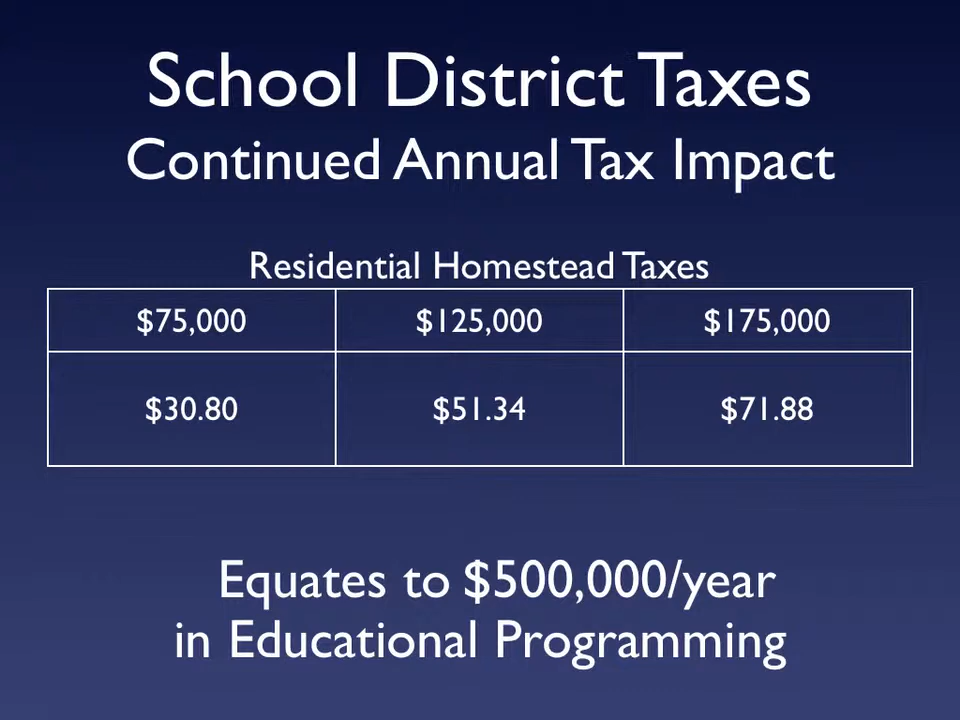 School District Taxes
Continued Annual Tax Impact
Residential Homestead Taxes
$75,000 $125,000 $175,000
$30.80 $51.34 $71.88
Equates to $500,000/year
in Educational Programming